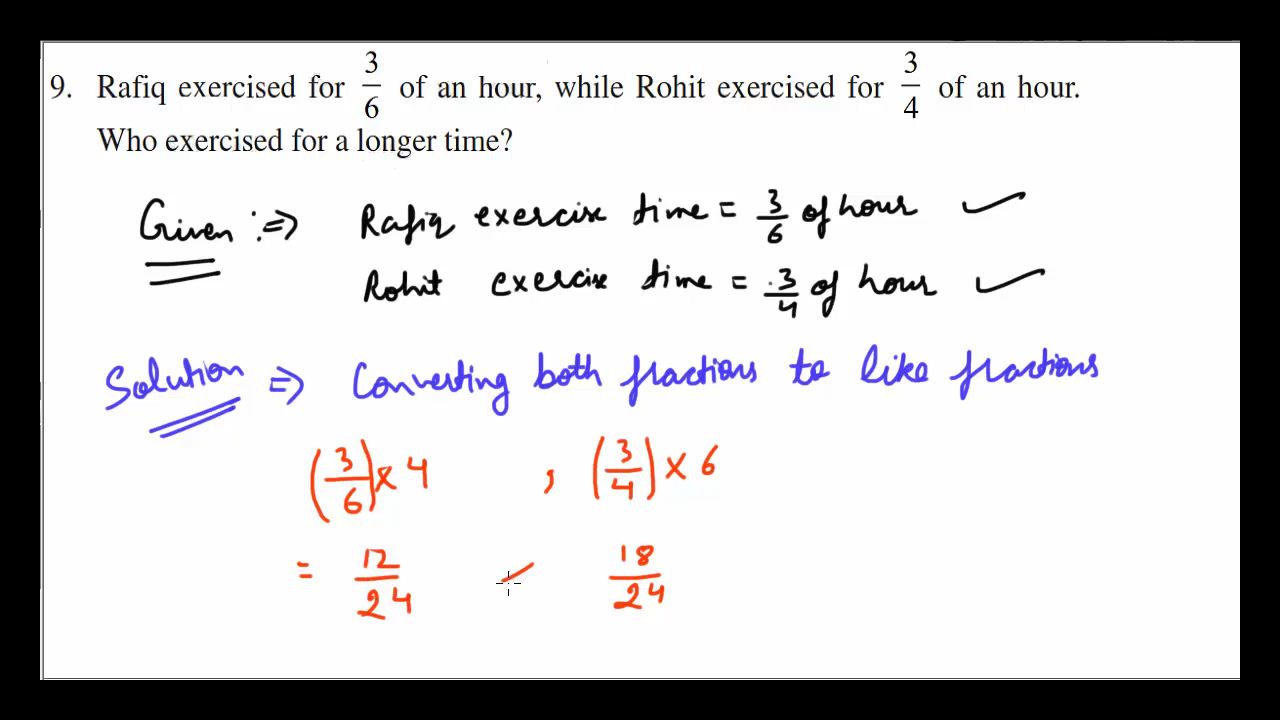 9. Rafiq exercised for 3/6 of an hour, while Rohit exercised for 3/4 of an hour.
Who exercised for a longer time?
Given :⇒ Rafiq exercise time = 3/6 of hour ✓
Rohit exercise time = 3/4 of hour ✓
Solution ⇒ Converting both fractions to like fractions
(3/6) × 4 , (3/4) × 6
= 12/24 18/24